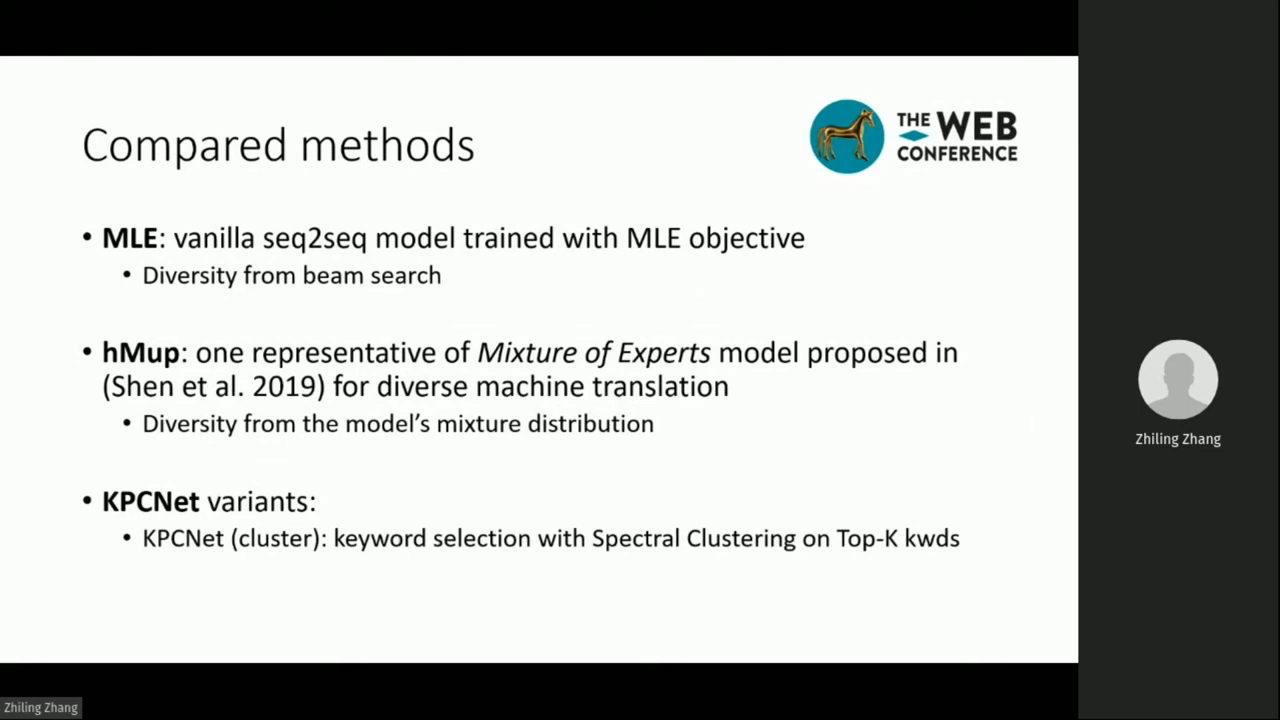 Compared methods
THE WEB
CONFERENCE
• MLE: vanilla seq2seq model trained with MLE objective
• Diversity from beam search
• hMup: one representative of Mixture of Experts model proposed in
(Shen et al. 2019) for diverse machine translation
• Diversity from the model’s mixture distribution
• KPCNet variants:
• KPCNet (cluster): keyword selection with Spectral Clustering on Top-K kwds
Zhiling Zhang
Zhiling Zhang